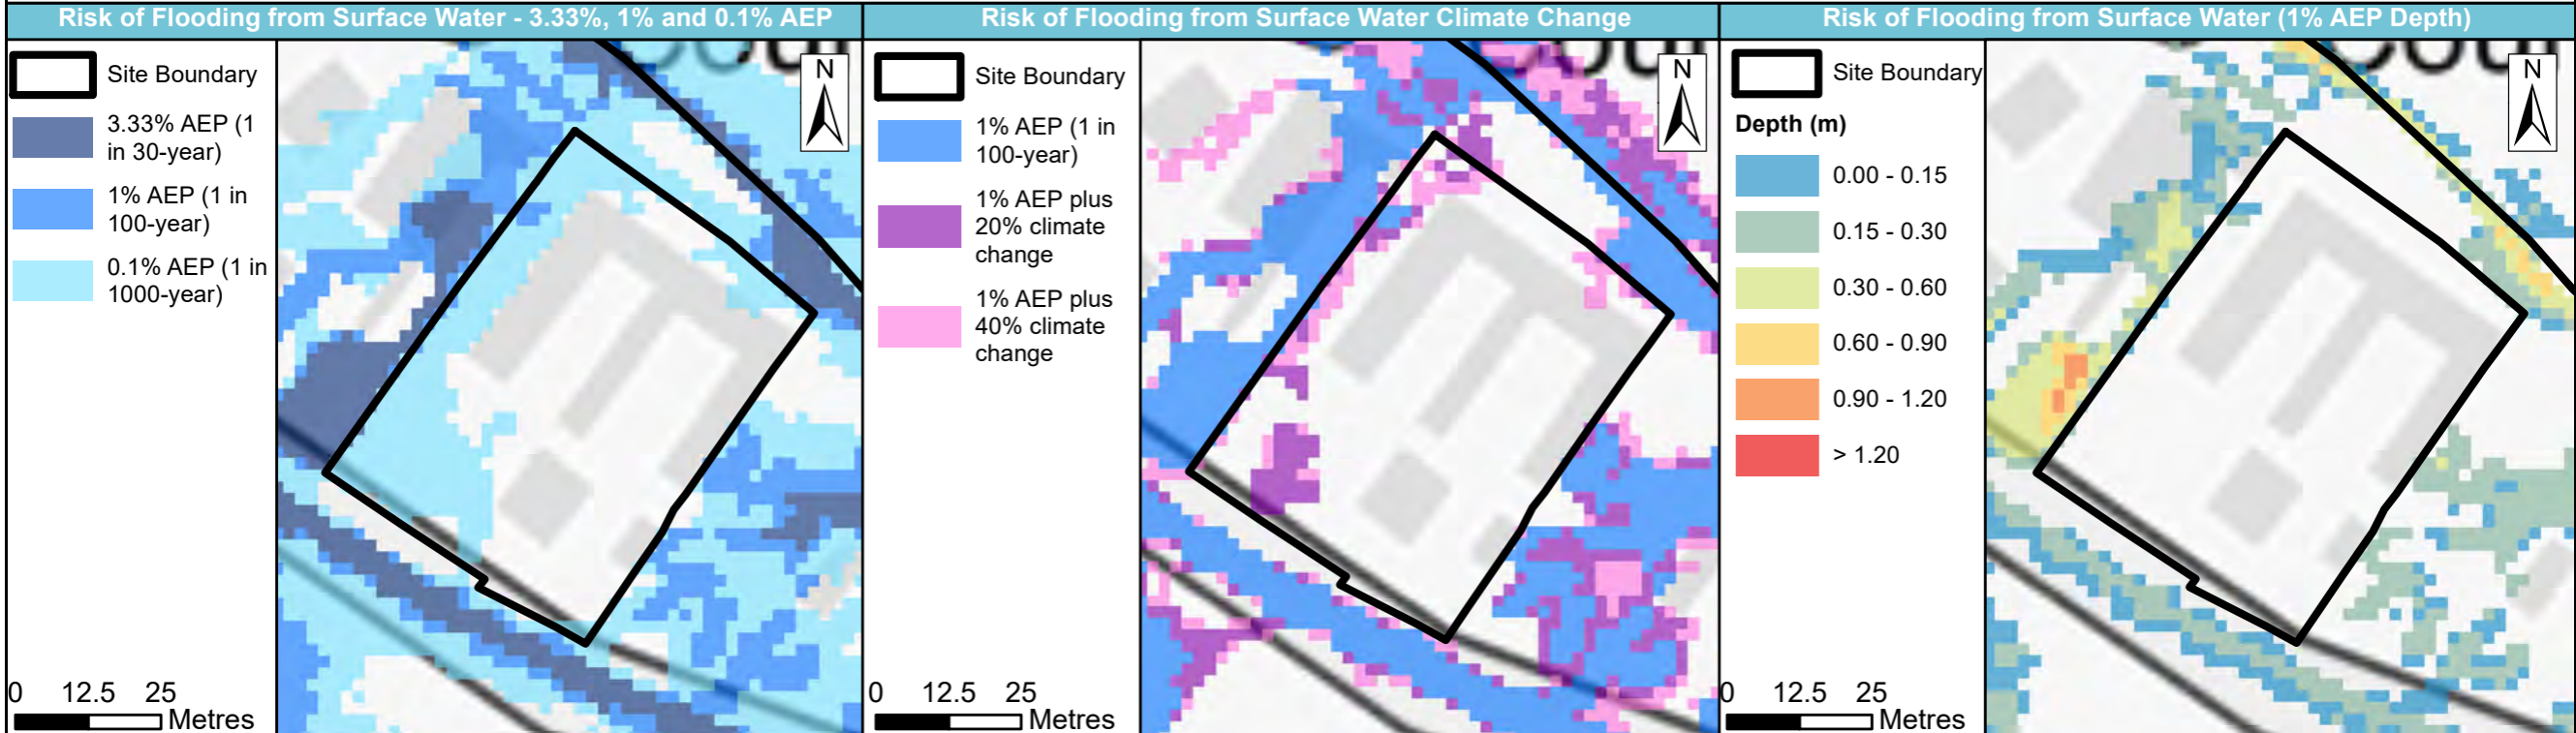 Risk of Flooding from Surface Water - 3.33%, 1% and 0.1% AEP
Site Boundary
3.33% AEP (1
in 30-year)
1% AEP (1 in
100-year)
0.1% AEP (1 in
1000-year)
N
0 12.5 25
Metres
Risk of Flooding from Surface Water Climate Change
Site Boundary
1% AEP (1 in
100-year)
1% AEP plus
20% climate
change
1% AEP plus
40% climate
change
N
0 12.5 25
Metres
Risk of Flooding from Surface Water (1% AEP Depth)
Site Boundary
Depth (m)
0.00 - 0.15
0.15 - 0.30
0.30 - 0.60
0.60 - 0.90
0.90 - 1.20
> 1.20
N
0 12.5 25
Metres